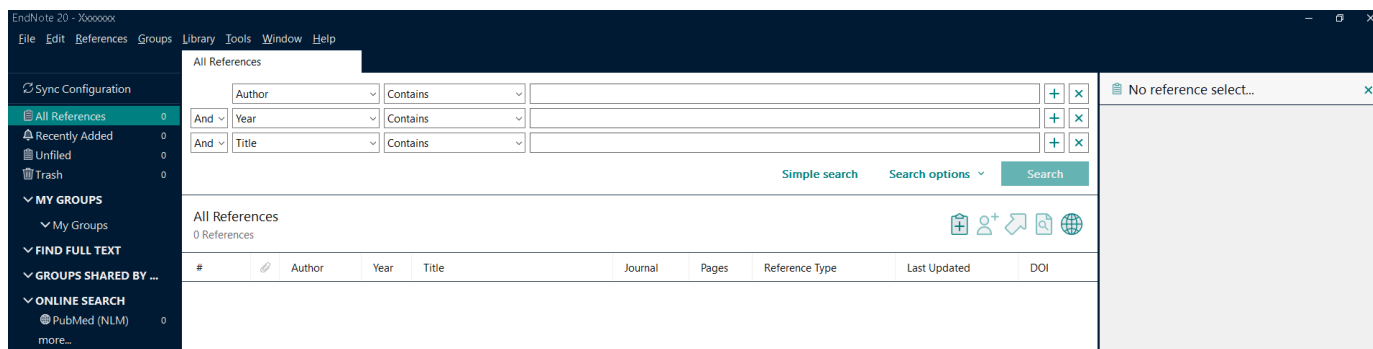 EndNote 20 - Xxxxxxx
File Edit References Groups Library Tools Window Help
All References
Sync Configuration
All References 0
Recently Added 0
Unfiled 0
Trash 0
MY GROUPS
My Groups
FIND FULL TEXT
GROUPS SHARED BY ...
ONLINE SEARCH
PubMed (NLM) 0
more...
Author Contains
And Year Contains
And Title Contains
Simple search Search options Search
All References
0 References
# Author Year Title Journal Pages Reference Type Last Updated DOI
No reference select...